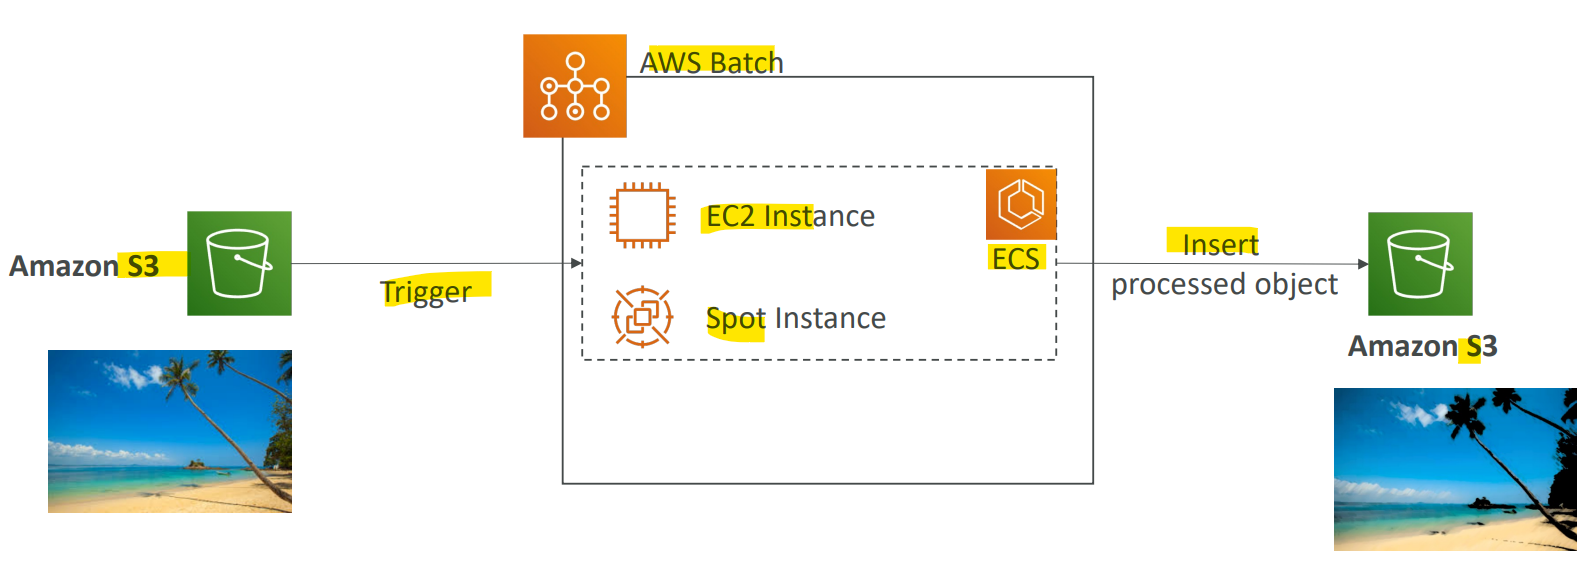 AWS Batch
EC2 Instance
ECS
Spot Instance
Amazon S3
Trigger
Insert
processed object
Amazon S3